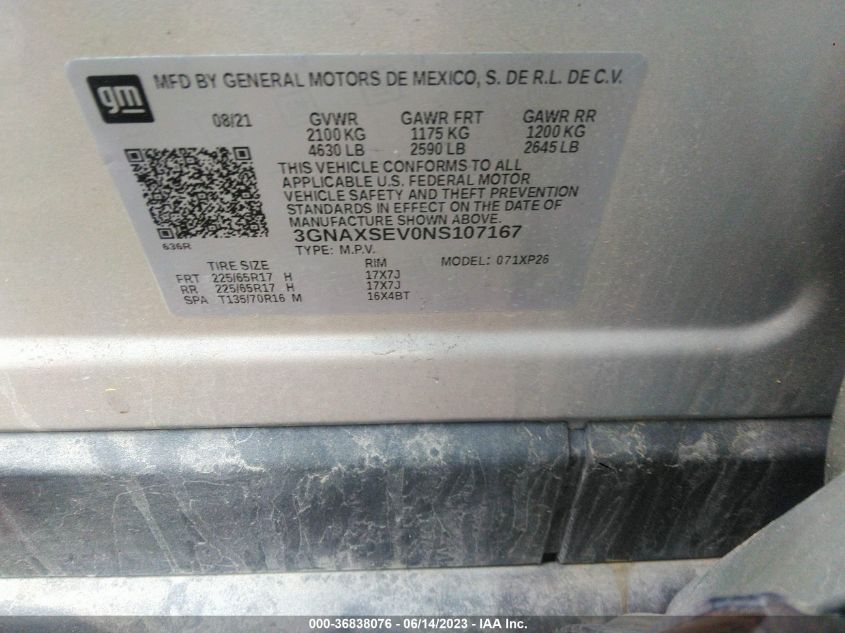 gm
MFD BY GENERAL MOTORS DE MEXICO, S. DE R.L. DE C.V.
08/21 GVWR GAWR FRT GAWR RR
2100 KG 1175 KG 1200 KG
4630 LB 2590 LB 2645 LB
THIS VEHICLE CONFORMS TO ALL
APPLICABLE U.S. FEDERAL MOTOR
VEHICLE SAFETY AND THEFT PREVENTION
STANDARDS IN EFFECT ON THE DATE OF
MANUFACTURE SHOWN ABOVE.
3GNAXSEV0NS107167
636R
TYPE: M.P.V. MODEL: 071XP26
TIRE SIZE RIM
FRT 225/65R17 H 17X7J
RR 225/65R17 H 17X7J
SPA T135/70R16 M 16X4BT
000-36838076 - 06/14/2023 - IAA Inc.